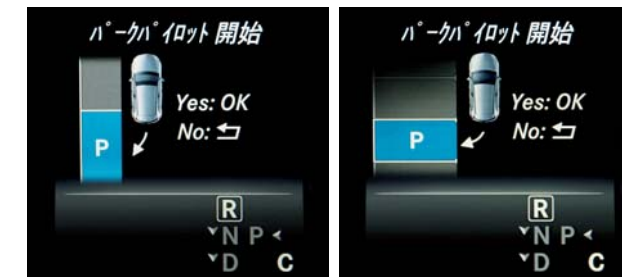 ﾊﾟｰｸﾊﾟｲﾛｯﾄ 開始
Yes: OK
P
No: ⮌
R
N P
D C
ﾊﾟｰｸﾊﾟｲﾛｯﾄ 開始
Yes: OK
P
No: ⮌
R
N P
D C